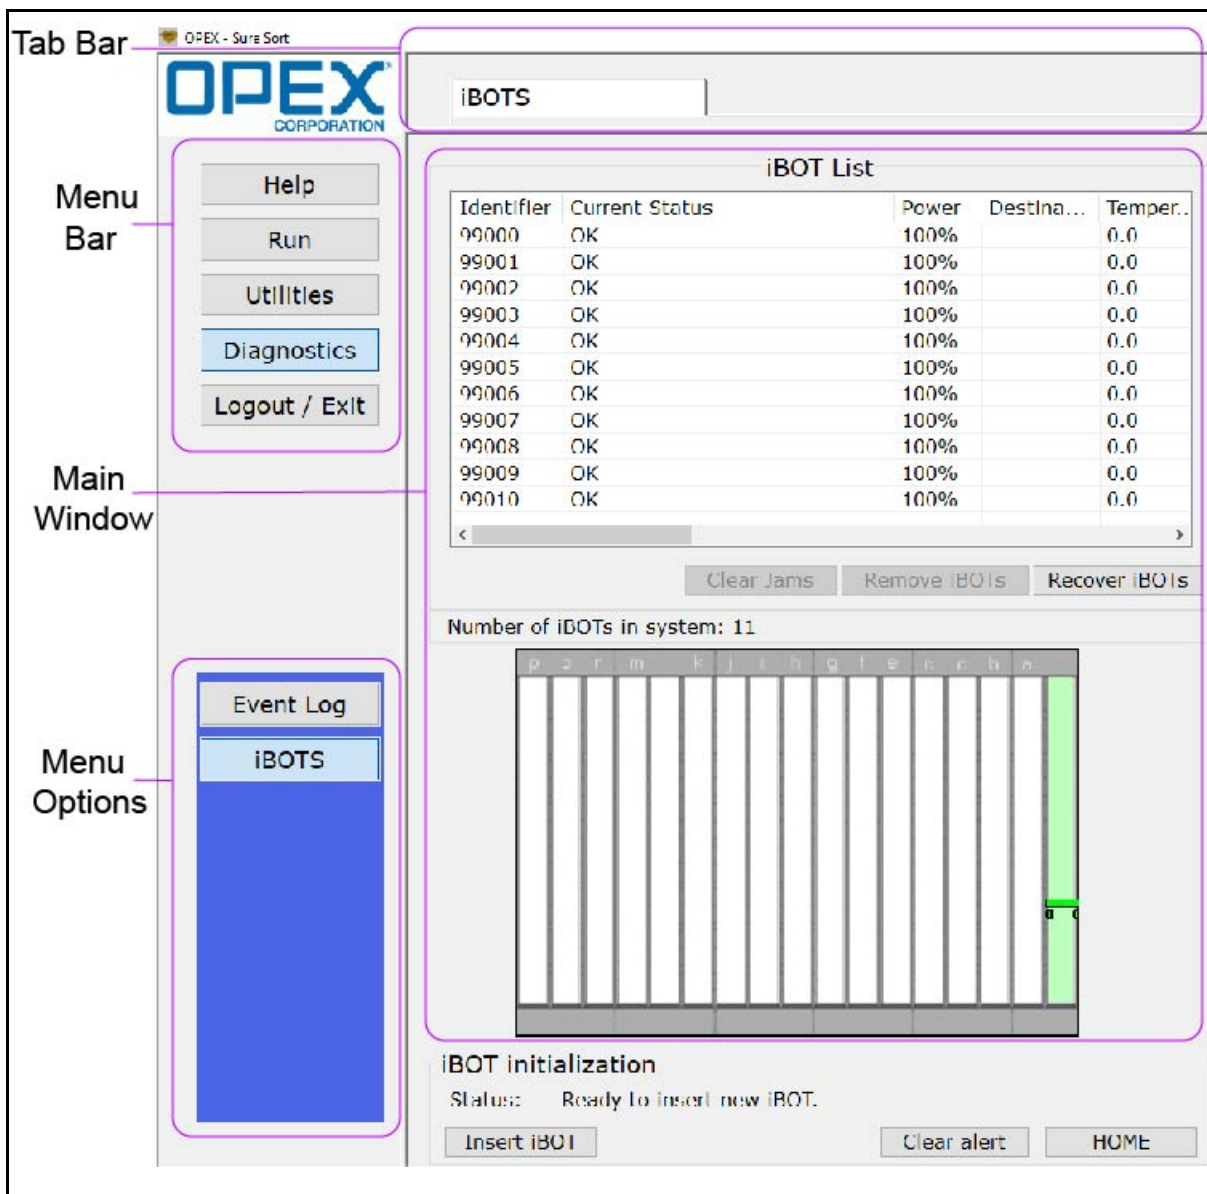 Tab Bar
OPEX - Sure Sort
OPEX
CORPORATION
iBOTS
Menu Bar
Help
Run
Utilities
Diagnostics
Logout / Exit
Main Window
iBOT List
Identifier Current Status Power Destina... Temper..
99000 OK 100% 0.0
99001 OK 100% 0.0
99002 OK 100% 0.0
99003 OK 100% 0.0
99004 OK 100% 0.0
99005 OK 100% 0.0
99006 OK 100% 0.0
99007 OK 100% 0.0
99008 OK 100% 0.0
99009 OK 100% 0.0
99010 OK 100% 0.0
Clear Jams Remove iBOTs Recover iBOTs
Number of iBOTs in system: 11
Menu Options
Event Log
iBOTS
iBOT initialization
Status: Ready to insert new iBOT.
Insert iBOT Clear alert HOME